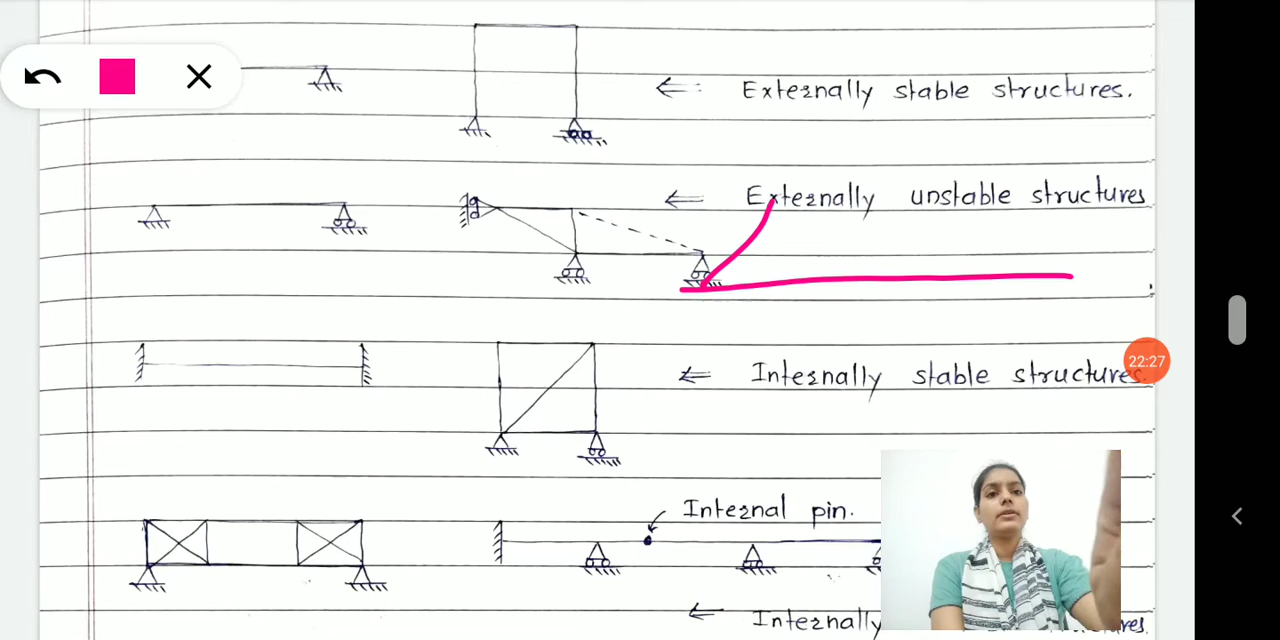 Externally stable structures.
Externally unstable structures
Internally stable structures.
22:27
Internal pin.
Internally